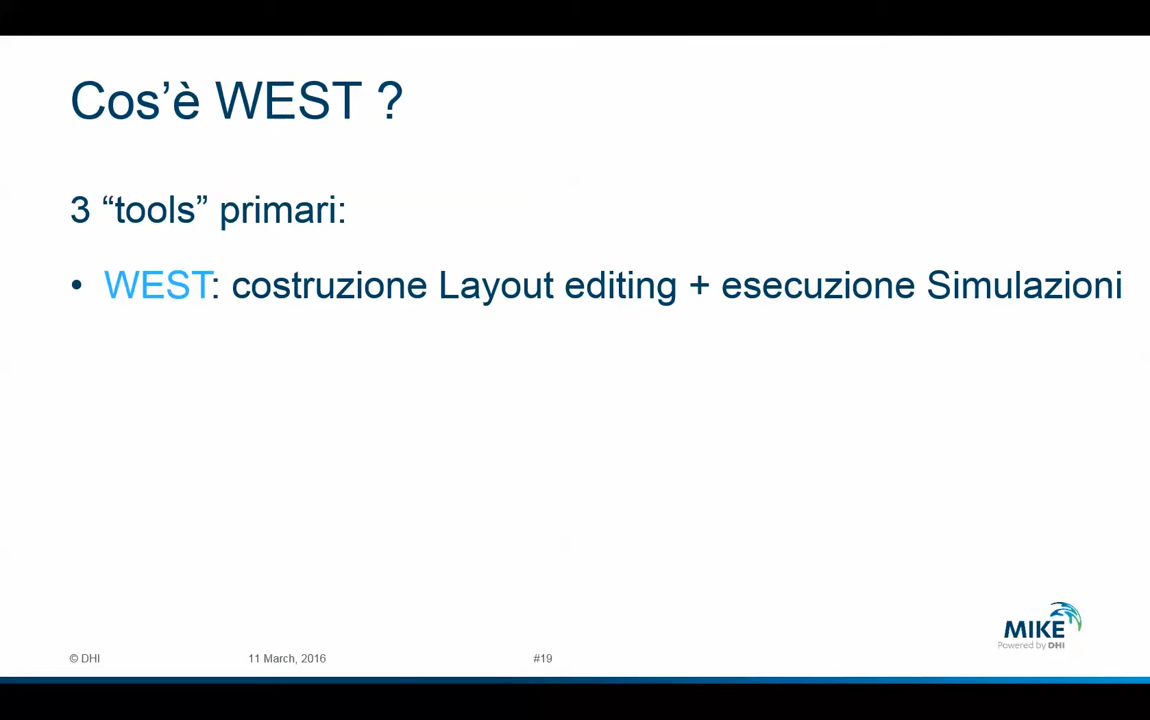 Cos’è WEST ?
3 “tools” primari:
• WEST: costruzione Layout editing + esecuzione Simulazioni
MIKE
Powered by DHI
© DHI
11 March, 2016
#19